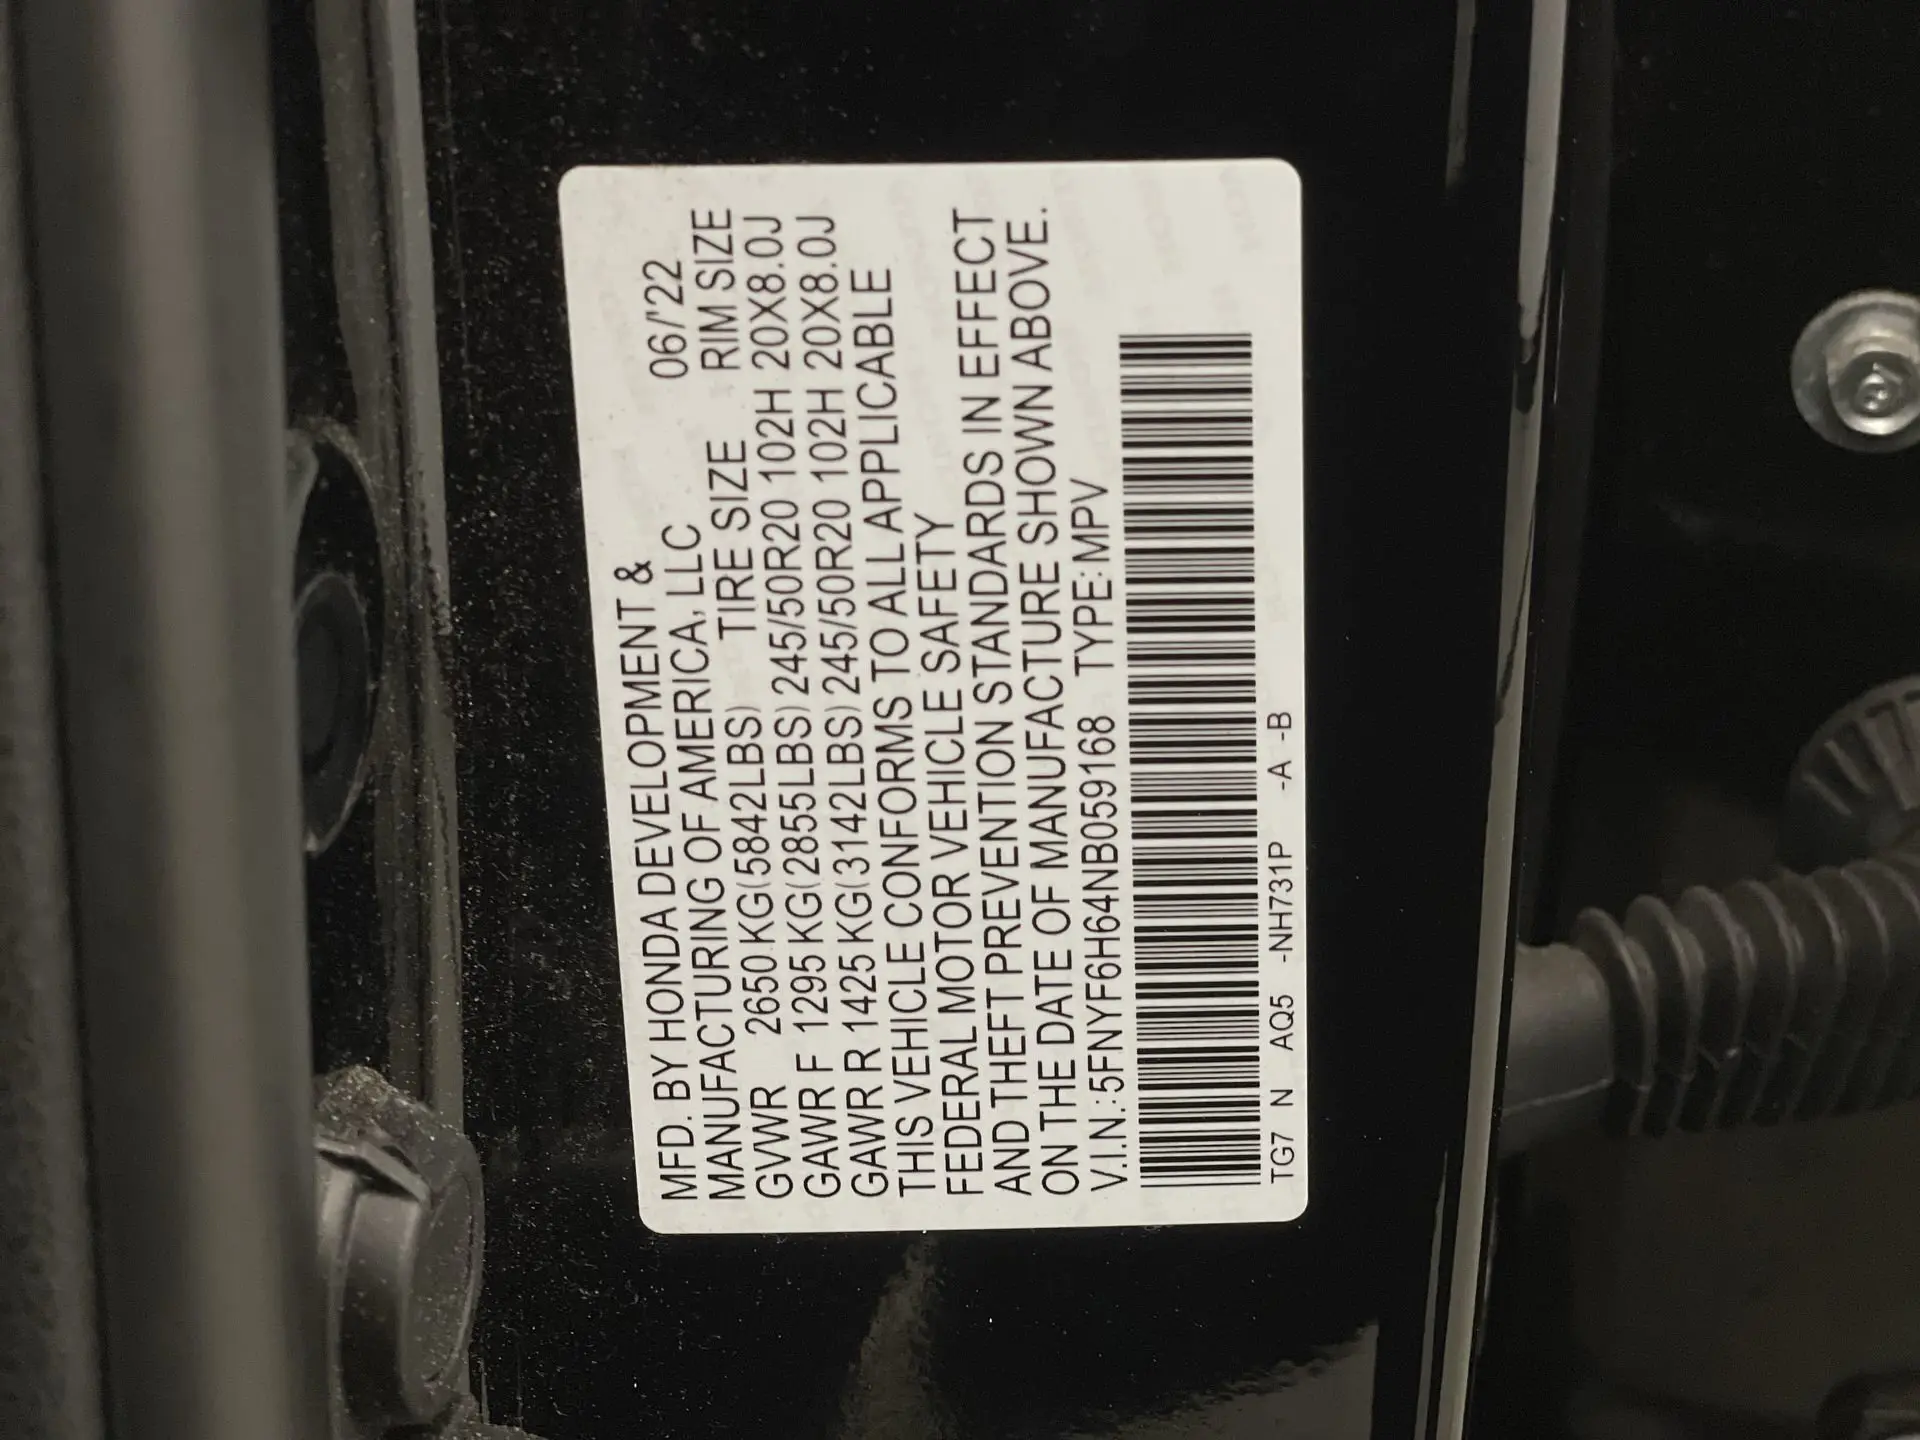 MFD. BY HONDA DEVELOPMENT &
MANUFACTURING OF AMERICA, LLC 06/'22
GVWR 2650 KG(5842LBS) TIRE SIZE RIM SIZE
GAWR F 1295 KG(2855LBS) 245/50R20 102H 20X8.0J
GAWR R 1425 KG(3142LBS) 245/50R20 102H 20X8.0J
THIS VEHICLE CONFORMS TO ALL APPLICABLE
FEDERAL MOTOR VEHICLE SAFETY
AND THEFT PREVENTION STANDARDS IN EFFECT
ON THE DATE OF MANUFACTURE SHOWN ABOVE.
V.I.N.:5FNYF6H64NB059168 TYPE:MPV
TG7 N AQ5 -NH731P -A -B